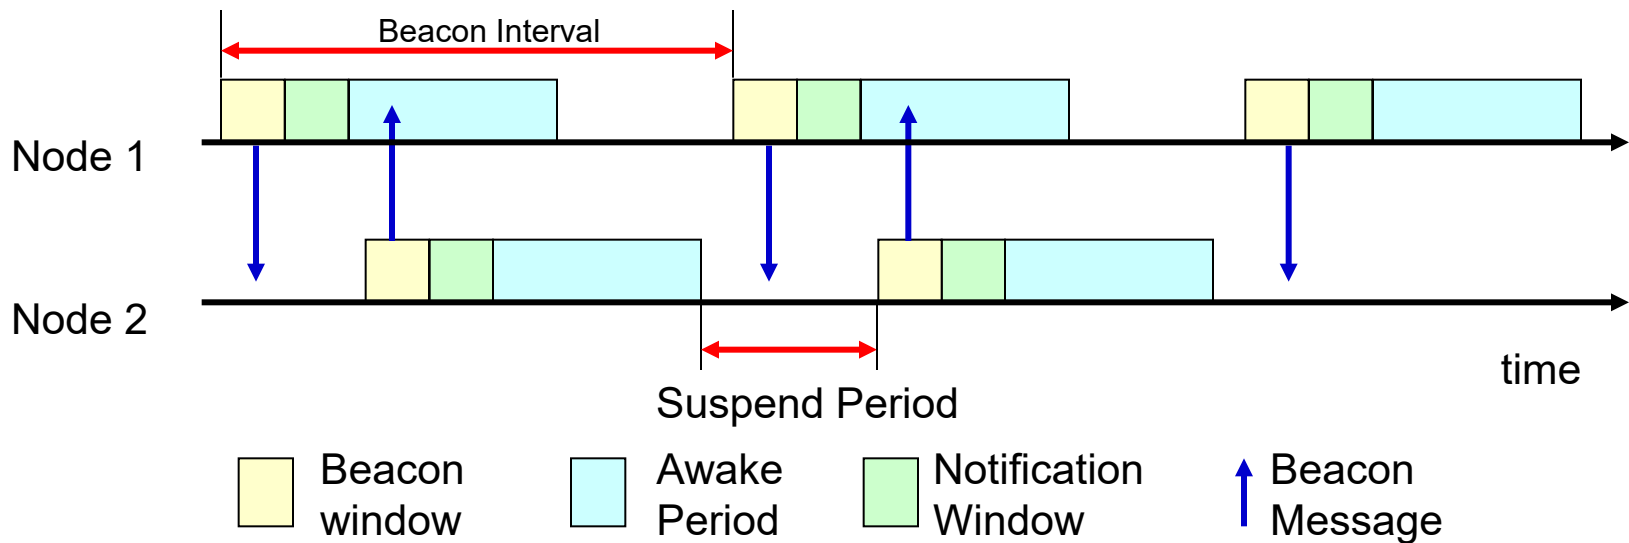 Beacon Interval
Node 1
Node 2
time
Suspend Period
Beacon
window
Awake
Period
Notification
Window
Beacon
Message